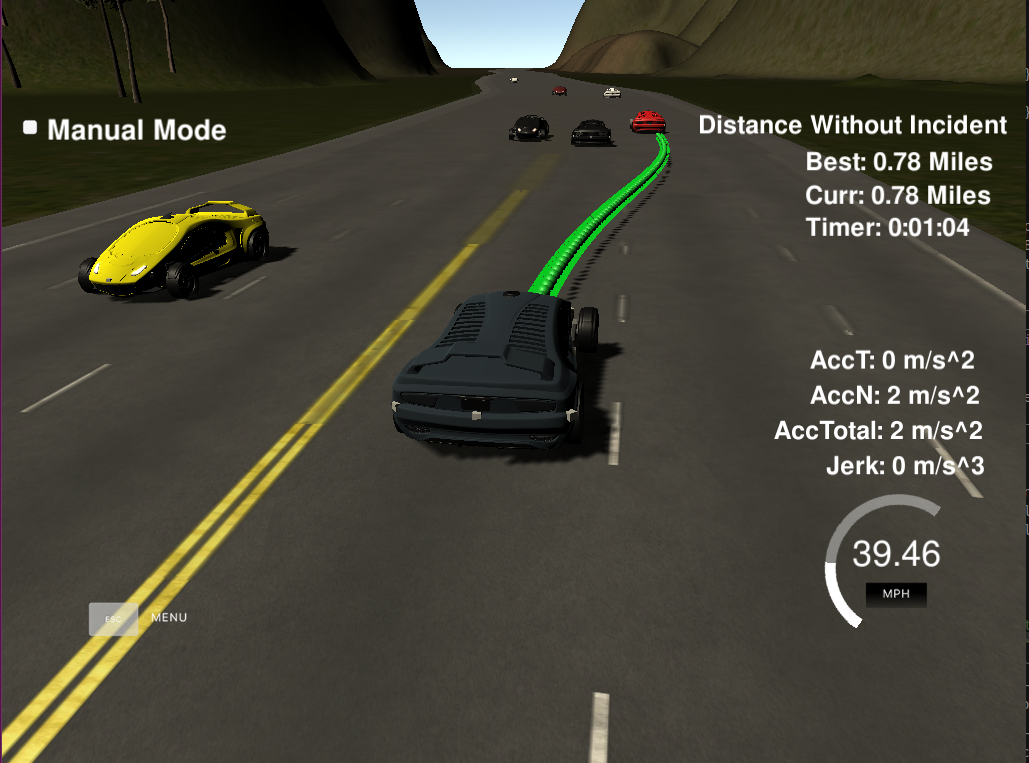 Manual Mode
Distance Without Incident
Best: 0.78 Miles
Curr: 0.78 Miles
Timer: 0:01:04
AccT: 0 m/s^2
AccN: 2 m/s^2
AccTotal: 2 m/s^2
Jerk: 0 m/s^3
39.46
MPH
ESC MENU